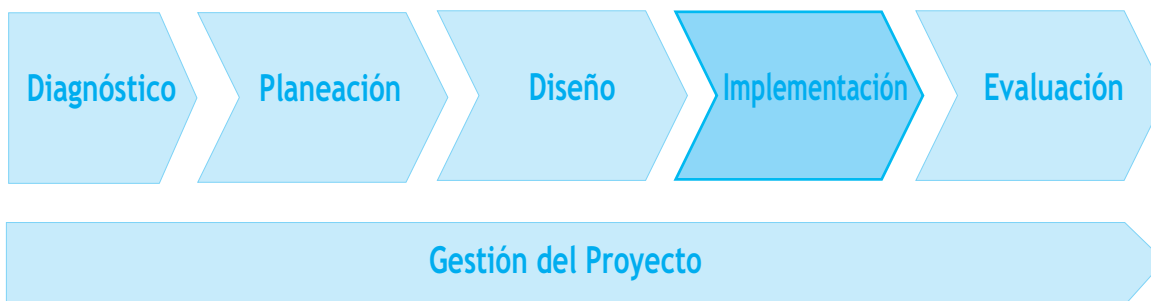 Diagnóstico
Planeación
Diseño
Implementación
Evaluación
Gestión del Proyecto